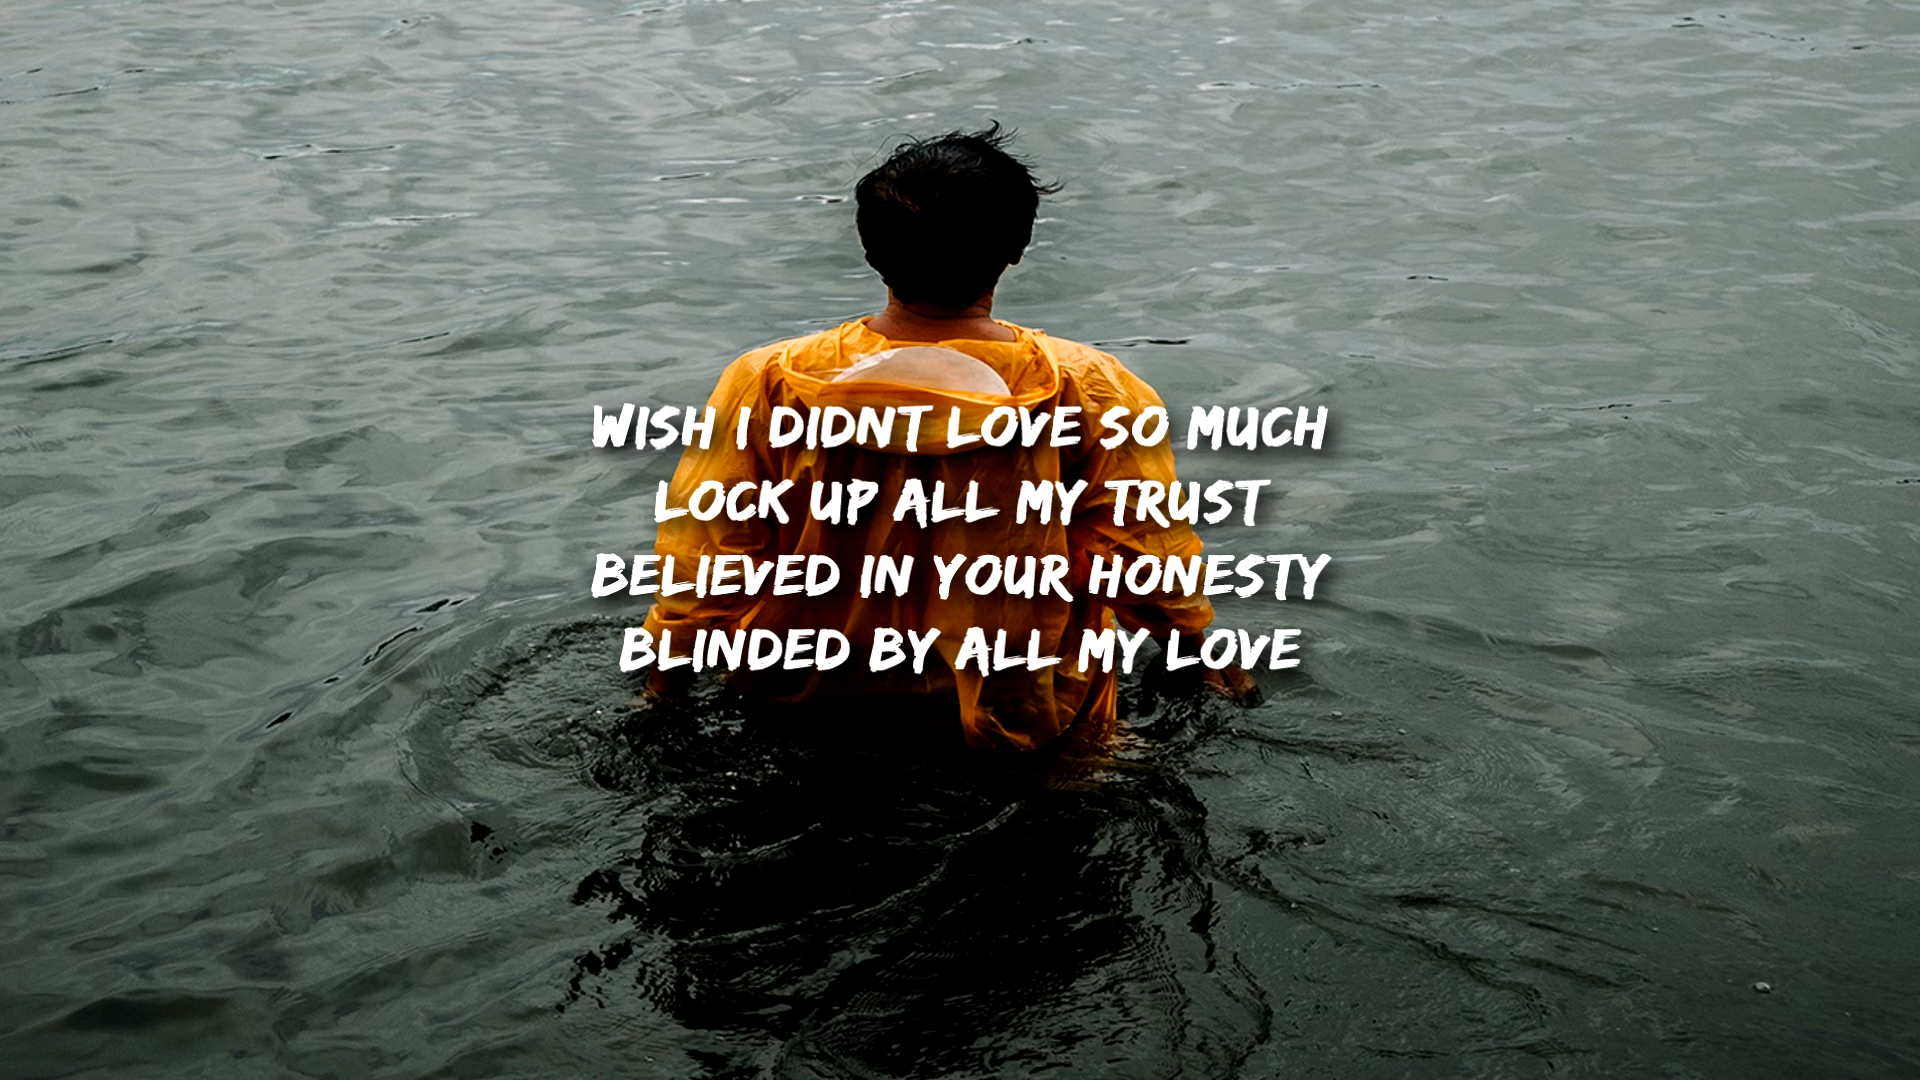 WISH I DIDNT LOVE SO MUCH
LOCK UP ALL MY TRUST
BELIEVED IN YOUR HONESTY
BLINDED BY ALL MY LOVE